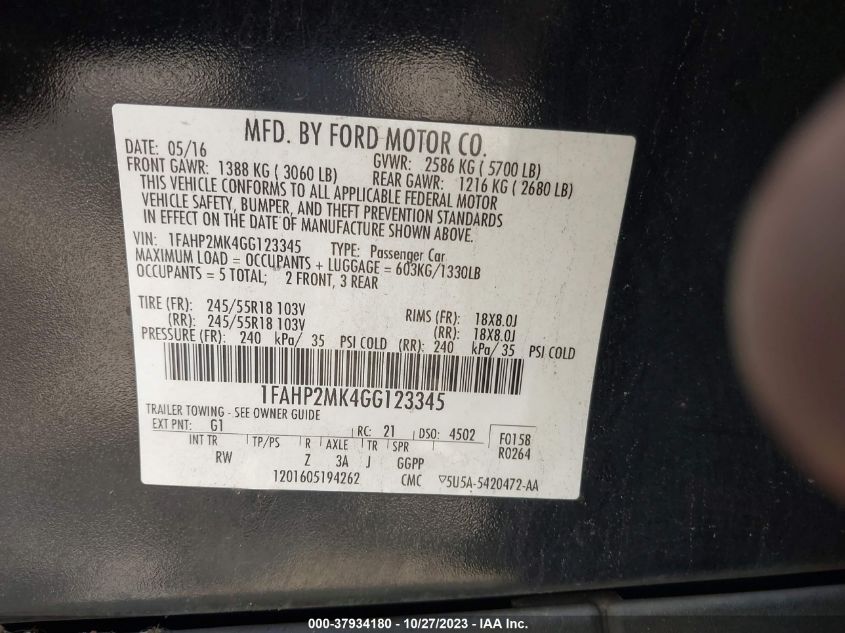 MFD. BY FORD MOTOR CO.
DATE: 05/16 GVWR: 2586 KG ( 5700 LB)
FRONT GAWR: 1388 KG ( 3060 LB) REAR GAWR: 1216 KG ( 2680 LB)
THIS VEHICLE CONFORMS TO ALL APPLICABLE FEDERAL MOTOR
VEHICLE SAFETY, BUMPER, AND THEFT PREVENTION STANDARDS
IN EFFECT ON THE DATE OF MANUFACTURE SHOWN ABOVE.
VIN: 1FAHP2MK4GG123345 TYPE: Passenger Car
MAXIMUM LOAD = OCCUPANTS + LUGGAGE = 603KG/1330LB
OCCUPANTS = 5 TOTAL; 2 FRONT, 3 REAR
TIRE (FR): 245/55R18 103V RIMS (FR): 18X8.0J
(RR): 245/55R18 103V (RR): 18X8.0J
PRESSURE (FR): 240 kPa/ 35 PSI COLD (RR): 240 kPa/ 35 PSI COLD
1FAHP2MK4GG123345
TRAILER TOWING - SEE OWNER GUIDE
EXT PNT: G1 RC: 21 DSO: 4502 F0158
INT TR TP/PS R AXLE TR SPR R0264
RW Z 3A J GGPP
1201605194262 CMC ▽5U5A-5420472-AA
000-37934180 - 10/27/2023 - IAAI.COM